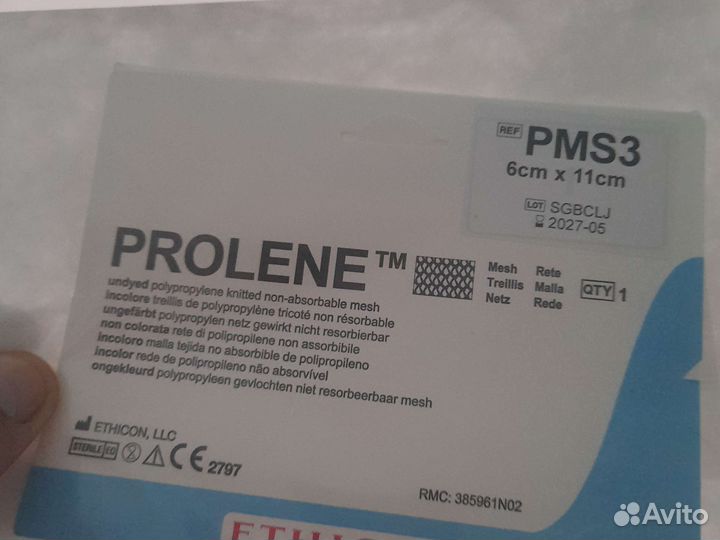 REF PMS3
6cm x 11cm
LOT SGBCLJ
2027-05
PROLENE™
Mesh Rete
Treillis Malla
Netz Rede
QTY 1
undyed polypropylene knitted non-absorbable mesh
incolore treillis de polypropylène tricoté non résorbable
ungefärbt polypropylen netz gewirkt nicht resorbierbar
non colorata rete di polipropilene non assorbibile
incoloro malla tejida no absorbible de polipropileno
incolor rede de polipropileno não absorvível
ongekleurd polypropyleen gevlochten niet resorbeerbaar mesh
ETHICON, LLC
STERILE EO 2 CE 2797
RMC: 385961N02
Avito